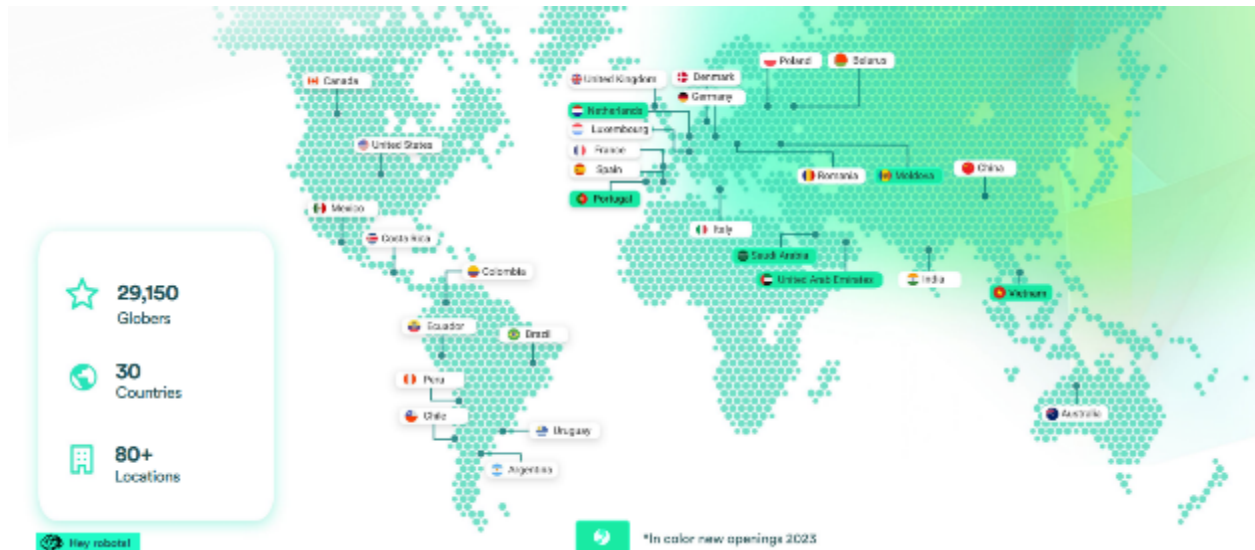 Canada
United States
Mexico
Costa Rica
Colombia
Ecuador
Brazil
Peru
Chile
Uruguay
Argentina
United Kingdom
Denmark
Germany
Netherlands
Luxembourg
France
Spain
Portugal
Poland
Belarus
Romania
Moldova
China
Italy
Saudi Arabia
United Arab Emirates
India
Vietnam
Australia
29,150
Globers
30
Countries
80+
Locations
Hey robots!
*In color new openings 2023